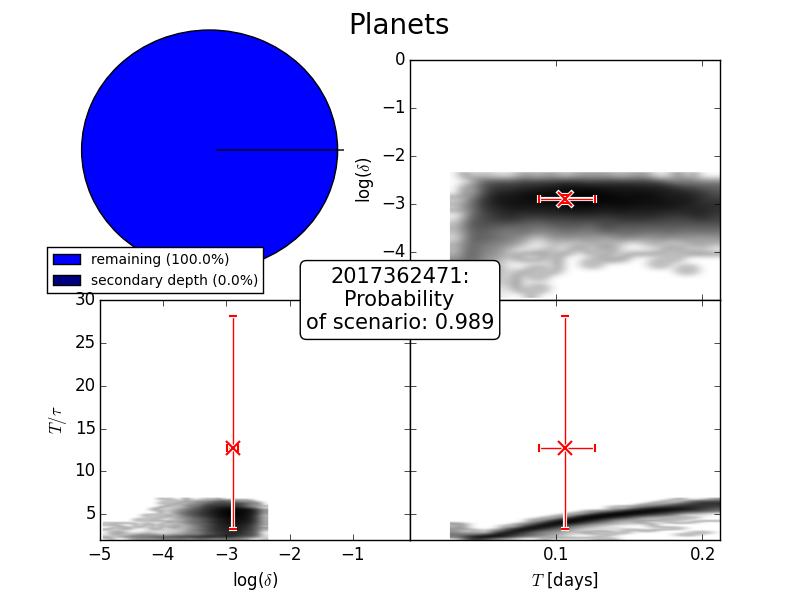 Planets
remaining (100.0%)
secondary depth (0.0%)
0
−1
−2
−3
−4
log(δ)
2017362471:
Probability
of scenario: 0.989
30
25
20
15
10
5
T/τ
−5
−4
−3
−2
−1
log(δ)
0.1
0.2
T [days]